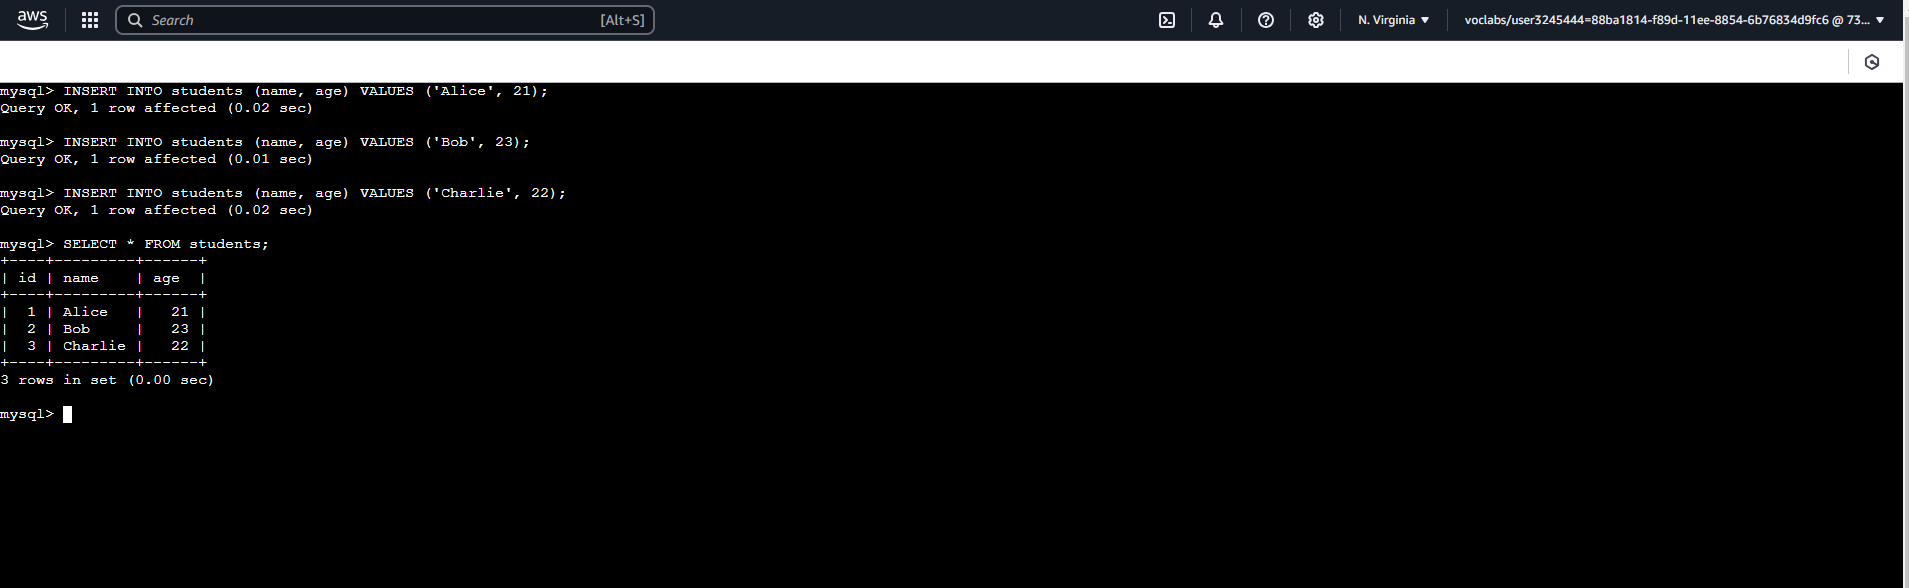 aws Search [Alt+S] N. Virginia voclabs/user3245444=88ba1814-f89d-11ee-8854-6b76834d9fc6 @ 73...
mysql> INSERT INTO students (name, age) VALUES ('Alice', 21);
Query OK, 1 row affected (0.02 sec)
mysql> INSERT INTO students (name, age) VALUES ('Bob', 23);
Query OK, 1 row affected (0.01 sec)
mysql> INSERT INTO students (name, age) VALUES ('Charlie', 22);
Query OK, 1 row affected (0.02 sec)
mysql> SELECT * FROM students;
+----+---------+------+
| id | name    | age  |
+----+---------+------+
|  1 | Alice   |   21 |
|  2 | Bob     |   23 |
|  3 | Charlie |   22 |
+----+---------+------+
3 rows in set (0.00 sec)
mysql>